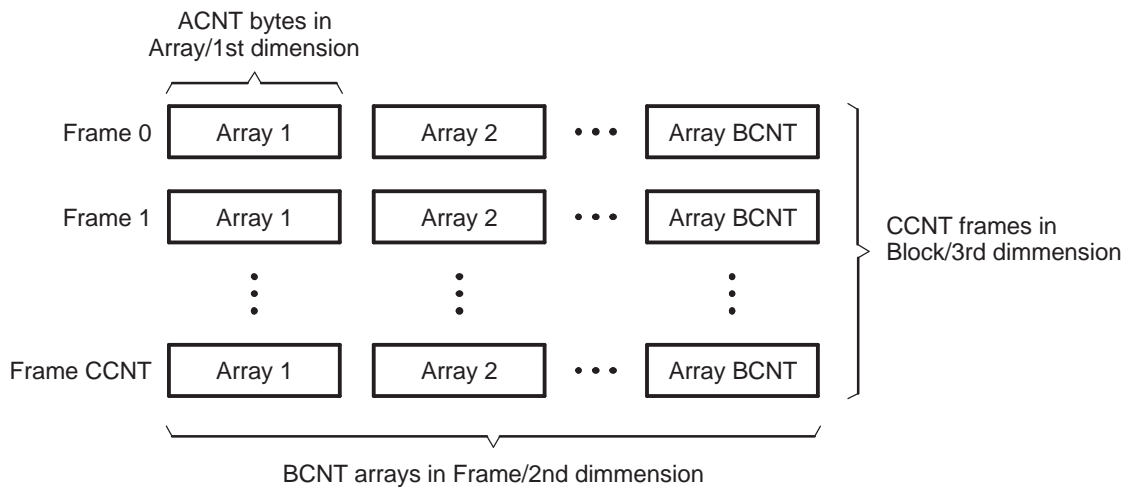 ACNT bytes in
Array/1st dimension
Frame 0 Array 1 Array 2 Array BCNT
Frame 1 Array 1 Array 2 Array BCNT
CCNT frames in
Block/3rd dimmension
Frame CCNT Array 1 Array 2 Array BCNT
BCNT arrays in Frame/2nd dimmension